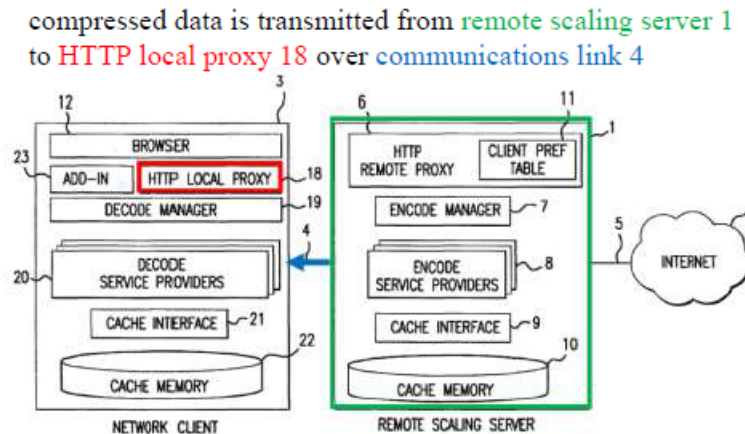 compressed data is transmitted from remote scaling server 1
to HTTP local proxy 18 over communications link 4
3
12
BROWSER
23
ADD-IN
HTTP LOCAL PROXY
18
DECODE MANAGER
19
4
20
DECODE
SERVICE PROVIDERS
CACHE INTERFACE
21
22
CACHE MEMORY
NETWORK CLIENT
6
11
1
HTTP
REMOTE PROXY
CLIENT PREF
TABLE
ENCODE MANAGER
7
ENCODE
SERVICE PROVIDERS
8
CACHE INTERFACE
9
10
CACHE MEMORY
REMOTE SCALING SERVER
5
INTERNET